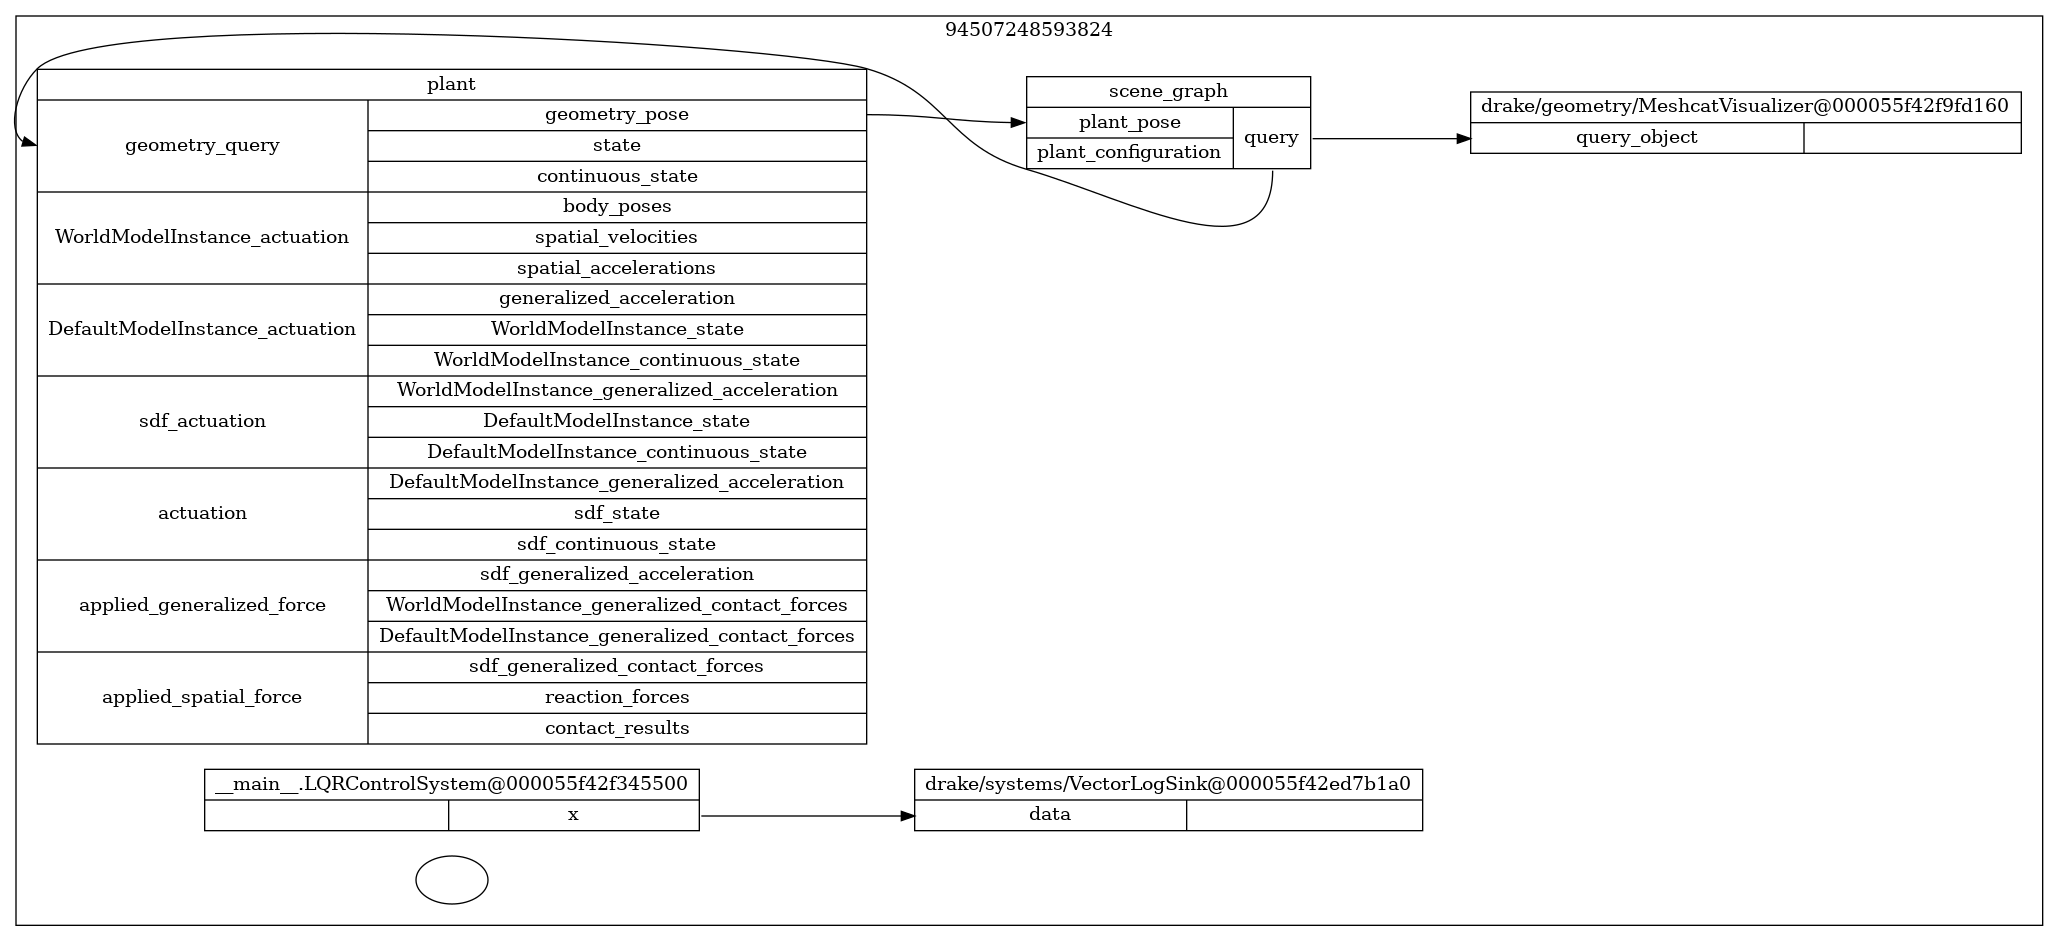 94507248593824
plant
geometry_query
WorldModelInstance_actuation
DefaultModelInstance_actuation
sdf_actuation
actuation
applied_generalized_force
applied_spatial_force
geometry_pose
state
continuous_state
body_poses
spatial_velocities
spatial_accelerations
generalized_acceleration
WorldModelInstance_state
WorldModelInstance_continuous_state
WorldModelInstance_generalized_acceleration
DefaultModelInstance_state
DefaultModelInstance_continuous_state
DefaultModelInstance_generalized_acceleration
sdf_state
sdf_continuous_state
sdf_generalized_acceleration
WorldModelInstance_generalized_contact_forces
DefaultModelInstance_generalized_contact_forces
sdf_generalized_contact_forces
reaction_forces
contact_results
scene_graph
plant_pose
plant_configuration
query
drake/geometry/MeshcatVisualizer@000055f42f9fd160
query_object
__main__.LQRControlSystem@000055f42f345500
x
drake/systems/VectorLogSink@000055f42ed7b1a0
data